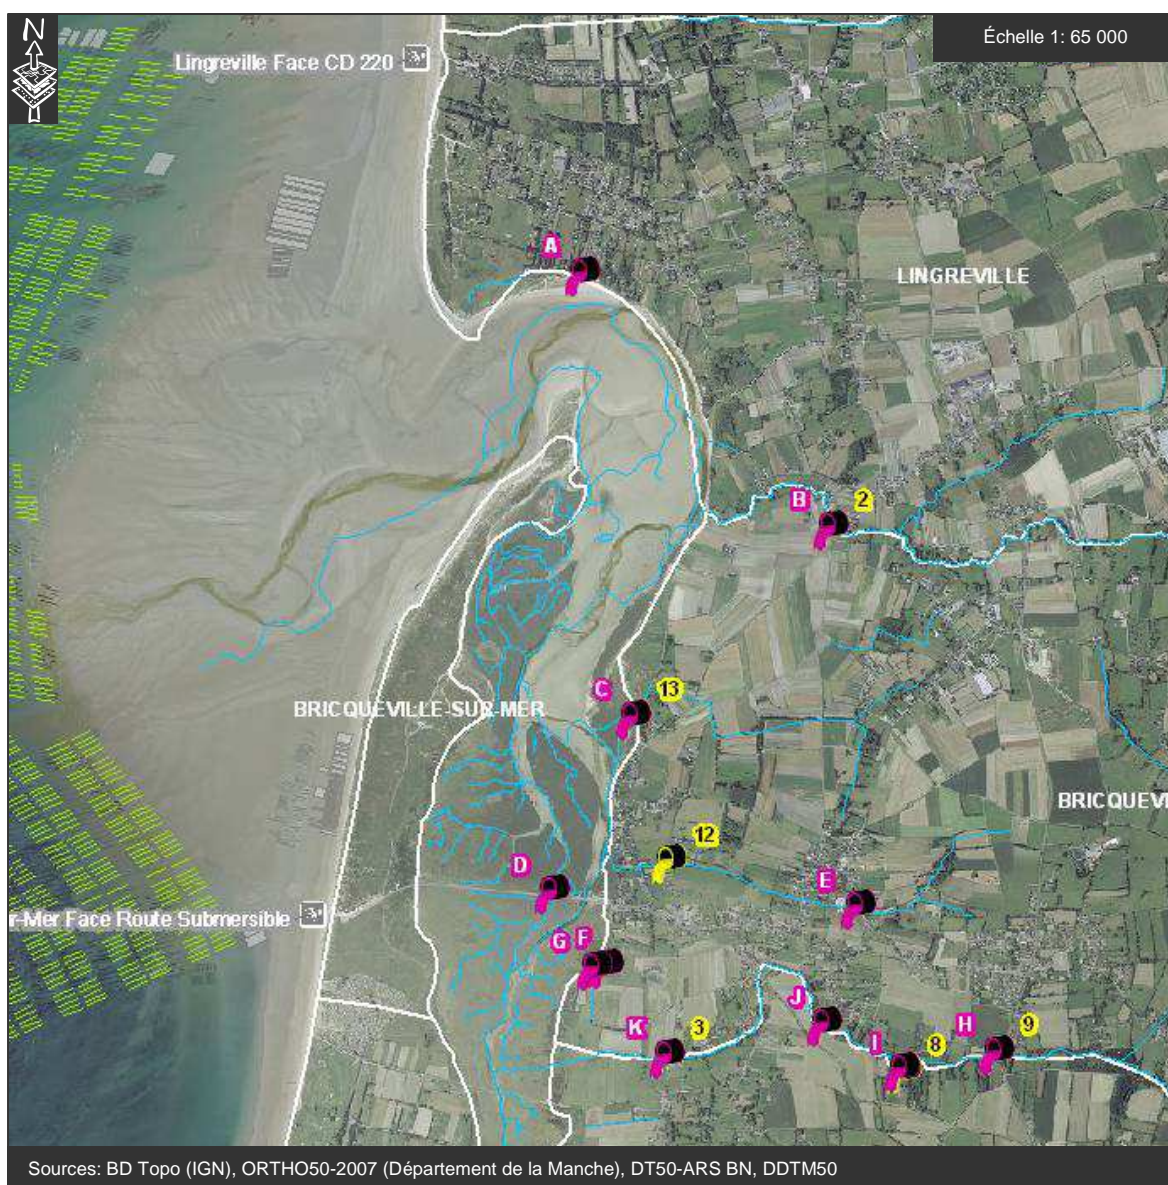 N
Échelle 1: 65 000
Lingreville Face CD 220
A
LINGREVILLE
B 2
C 13
BRICQUEVILLE-SUR-MER
BRICQUEVI
12
D
E
r-Mer Face Route Submersible
G F
J
K 3
I 8
H 9
Sources: BD Topo (IGN), ORTHO50-2007 (Département de la Manche), DT50-ARS BN, DDTM50